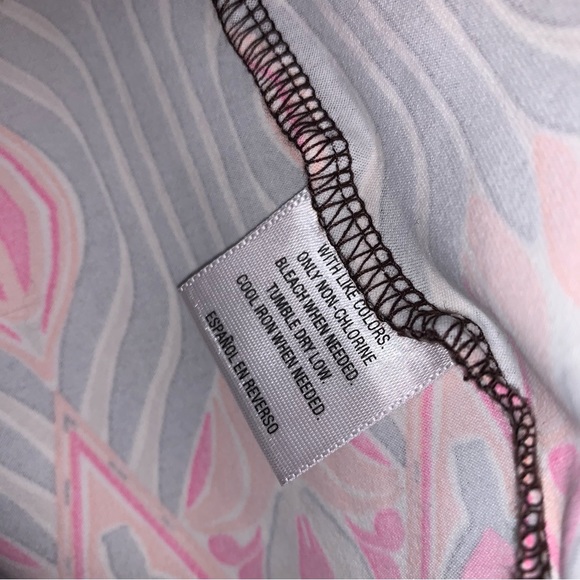 WITH LIKE COLORS.
ONLY NON-CHLORINE
BLEACH WHEN NEEDED.
TUMBLE DRY LOW.
COOL IRON WHEN NEEDED.
ESPAÑOL EN REVERSO